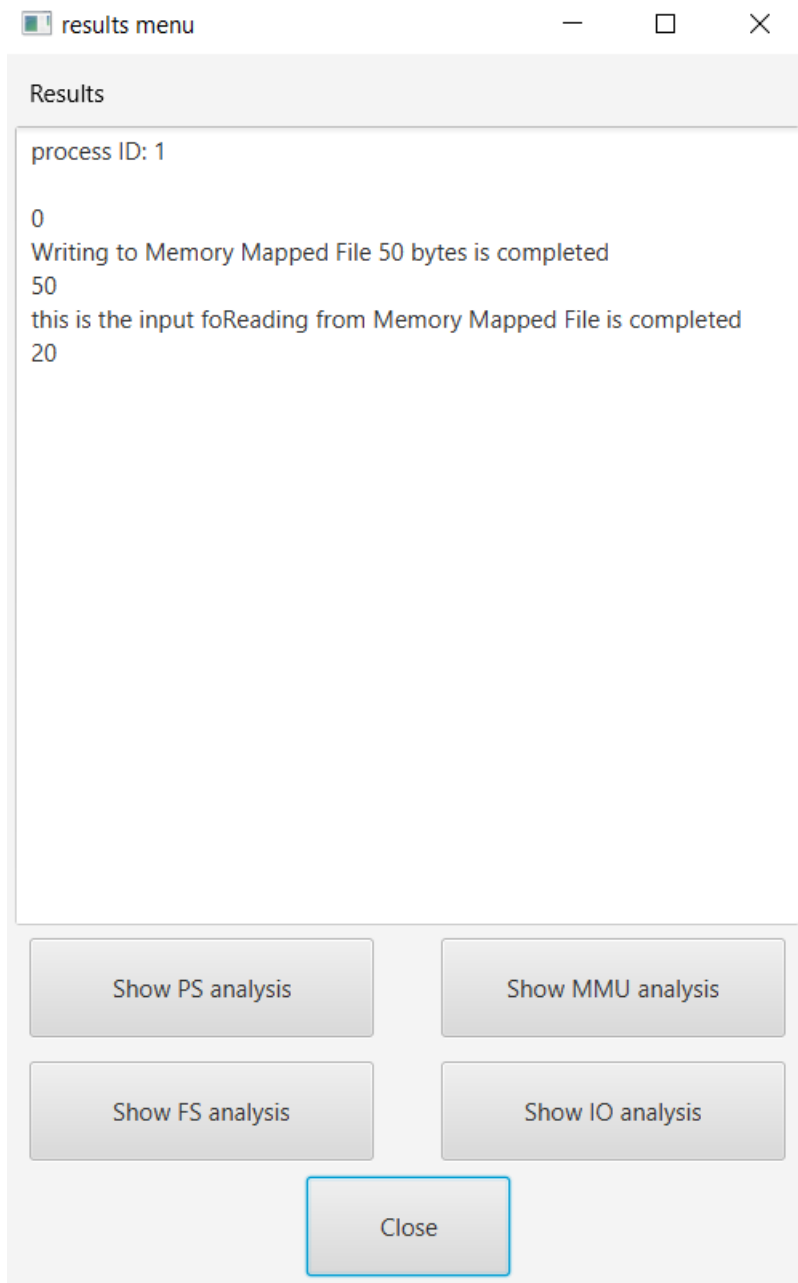 results menu
Results
process ID: 1
0
Writing to Memory Mapped File 50 bytes is completed
50
this is the input foReading from Memory Mapped File is completed
20
Show PS analysis
Show MMU analysis
Show FS analysis
Show IO analysis
Close